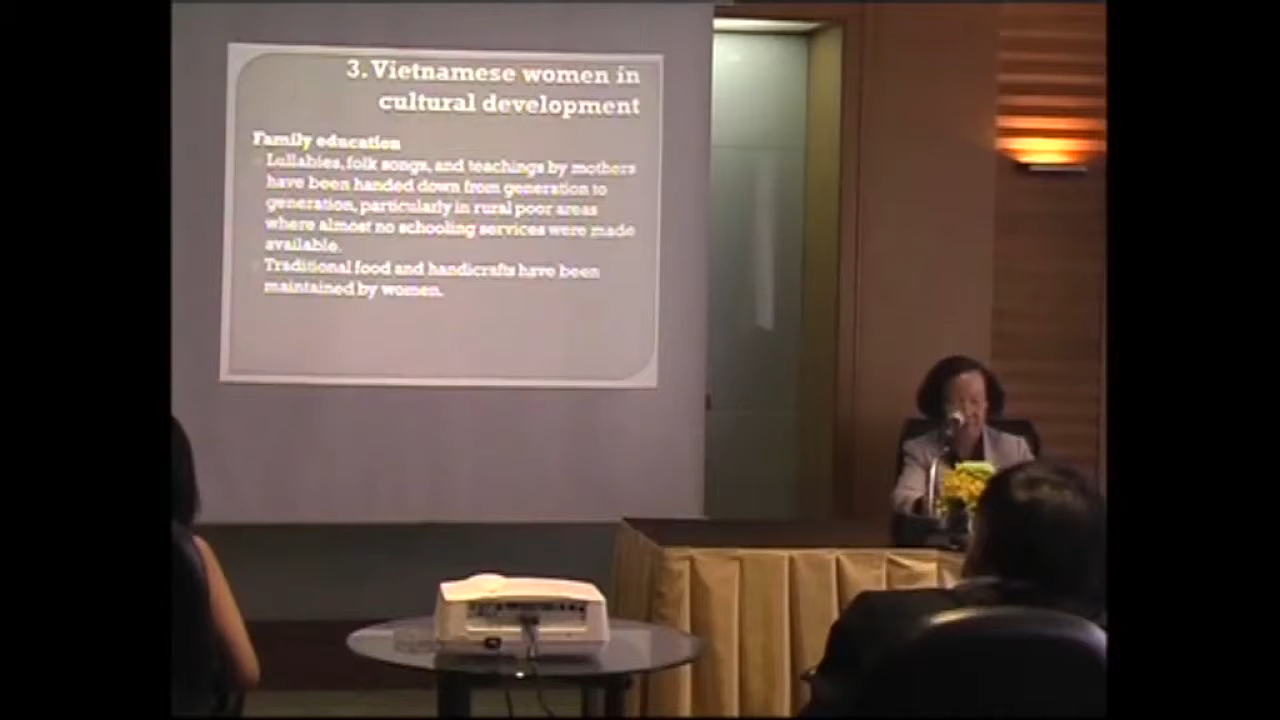 3. Vietnamese women in
cultural development
Family education
Lullabies, folk songs, and teachings by mothers
have been handed down from generation to
generation, particularly in rural poor areas
where almost no schooling services were made
available.
Traditional food and handicrafts have been
maintained by women.